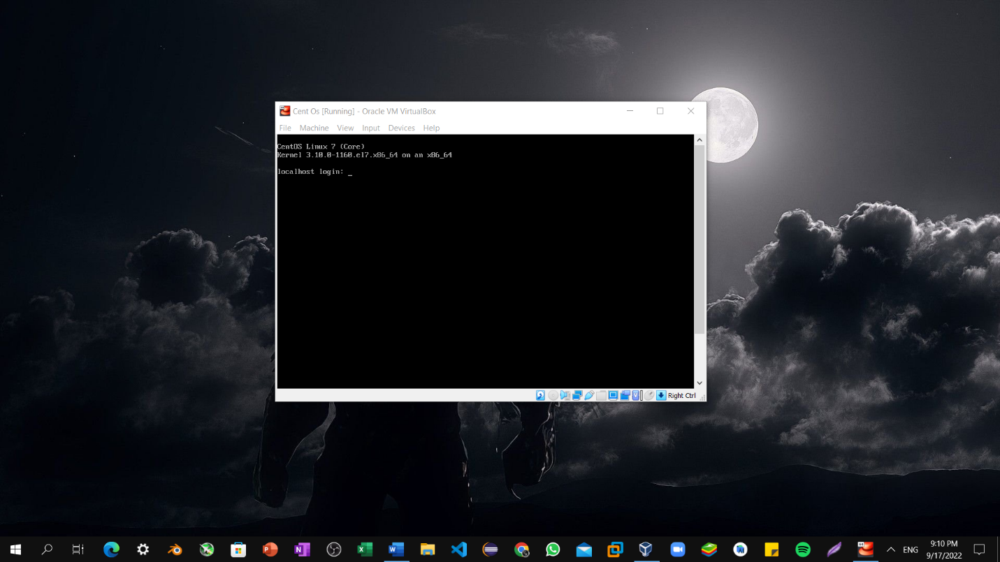 Cent Os [Running] - Oracle VM VirtualBox
File Machine View Input Devices Help
CentOS Linux 7 (Core)
Kernel 3.10.0-1160.el7.x86_64 on an x86_64
localhost login: _
Right Ctrl
ENG
9:10 PM
9/17/2022